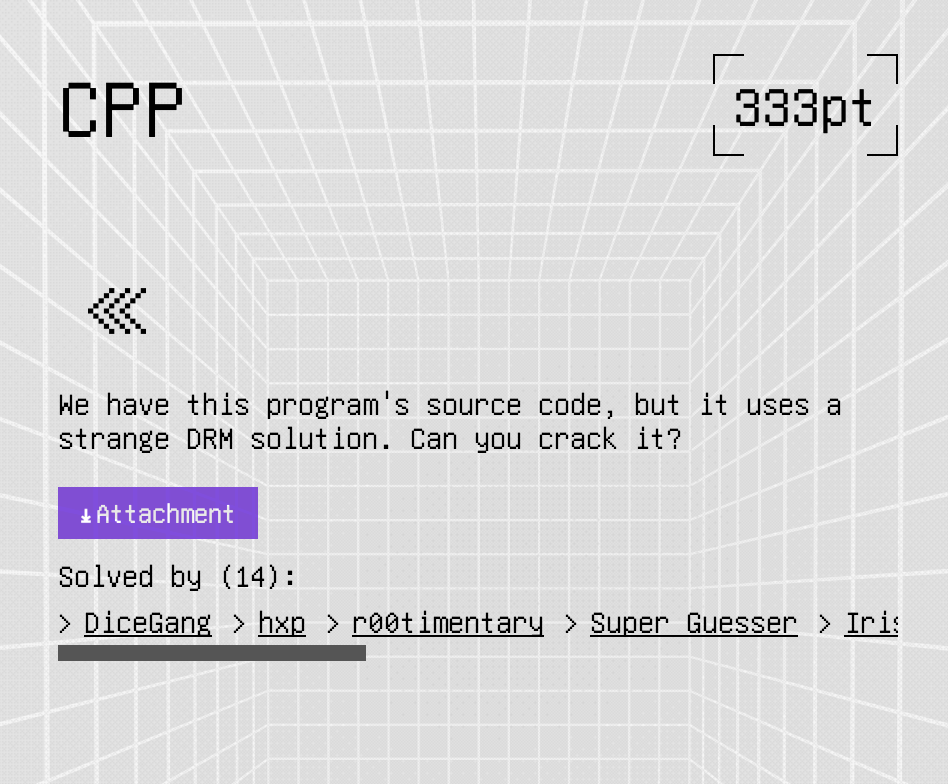 CPP
333pt
We have this program's source code, but it uses a
strange DRM solution. Can you crack it?
Attachment
Solved by (14):
> DiceGang > hxp > r00timentary > Super Guesser > Iris